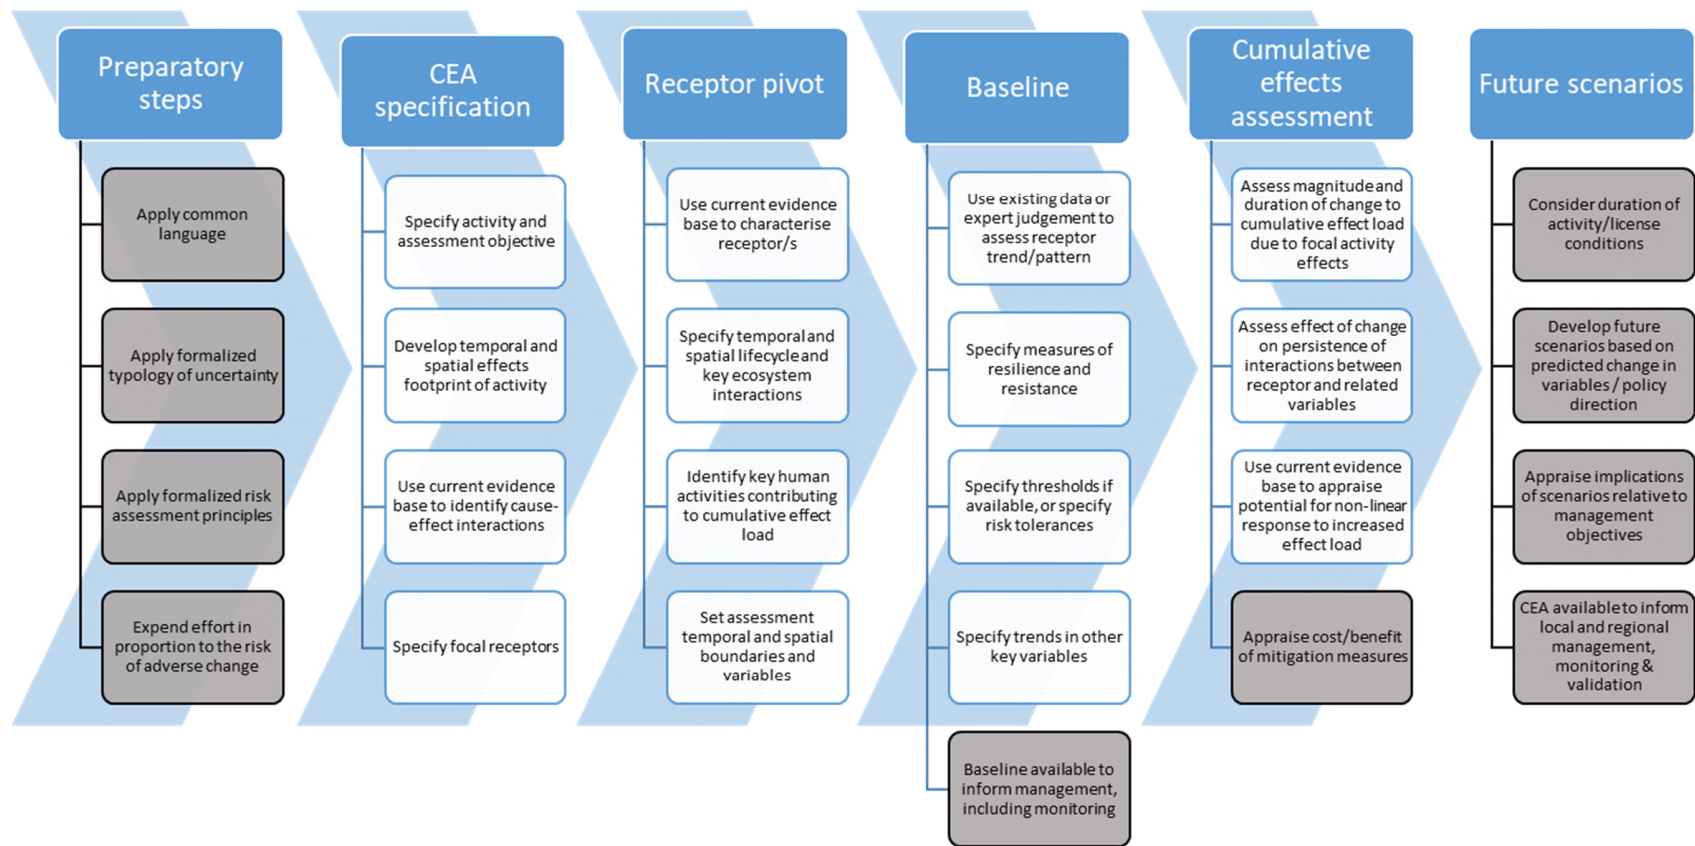 Preparatory
steps
Apply common
language
Apply formalized
typology of uncertainty
Apply formalized risk
assessment principles
Expend effort in
proportion to the risk
of adverse change
CEA
specification
Specify activity and
assessment objective
Develop temporal and
spatial effects
footprint of activity
Use current evidence
base to identify cause-
effect interactions
Specify focal receptors
Receptor pivot
Use current evidence
base to characterise
receptor/s
Specify temporal and
spatial lifecycle and
key ecosystem
interactions
Identify key human
activities contributing
to cumulative effect
load
Set assessment
temporal and spatial
boundaries and
variables
Baseline
Use existing data or
expert judgement to
assess receptor
trend/pattern
Specify measures of
resilience and
resistance
Specify thresholds if
available, or specify
risk tolerances
Specify trends in other
key variables
Baseline available to
inform management,
including monitoring
Cumulative
effects
assessment
Assess magnitude and
duration of change to
cumulative effect load
due to focal activity
effects
Assess effect of change
on persistence of
interactions between
receptor and related
variables
Use current evidence
base to appraise
potential for non-linear
response to increased
effect load
Appraise cost/benefit
of mitigation measures
Future scenarios
Consider duration of
activity/license
conditions
Develop future
scenarios based on
predicted change in
variables / policy
direction
Appraise implications
of scenarios relative to
management
objectives
CEA available to inform
local and regional
management,
monitoring &
validation